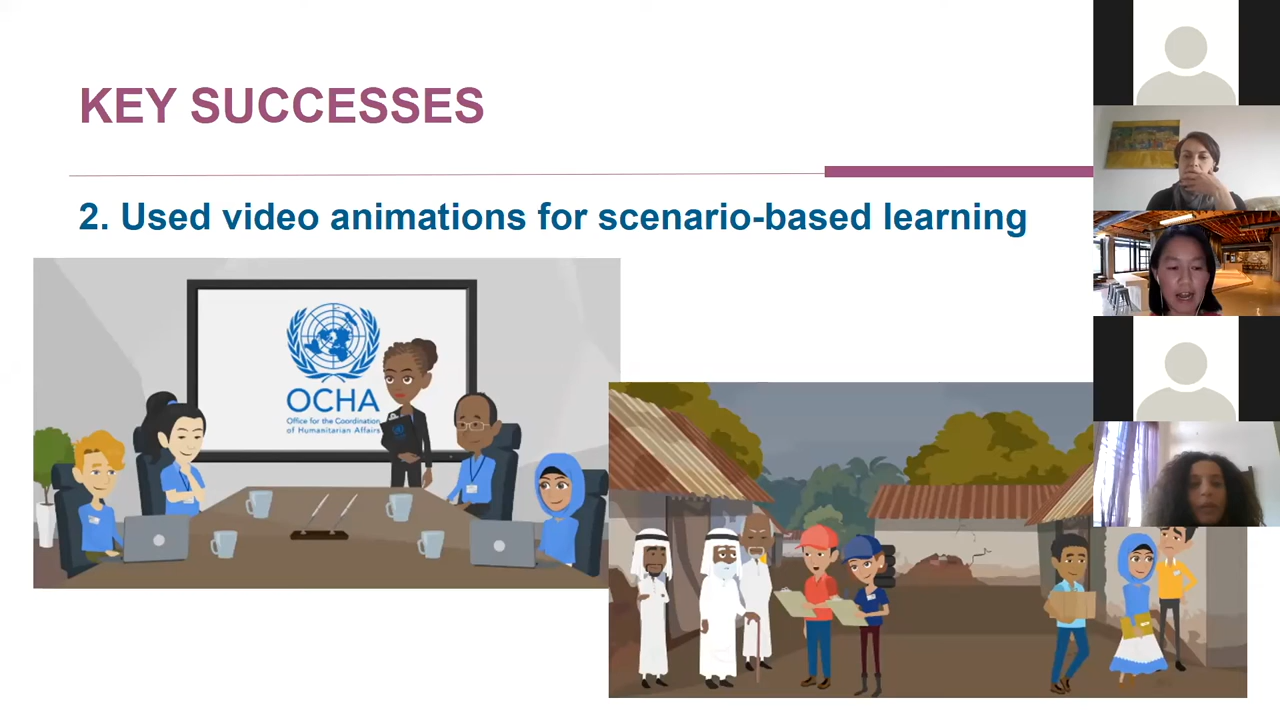 KEY SUCCESSES
2. Used video animations for scenario-based learning
OCHA
Office for the Coordination
of Humanitarian Affairs